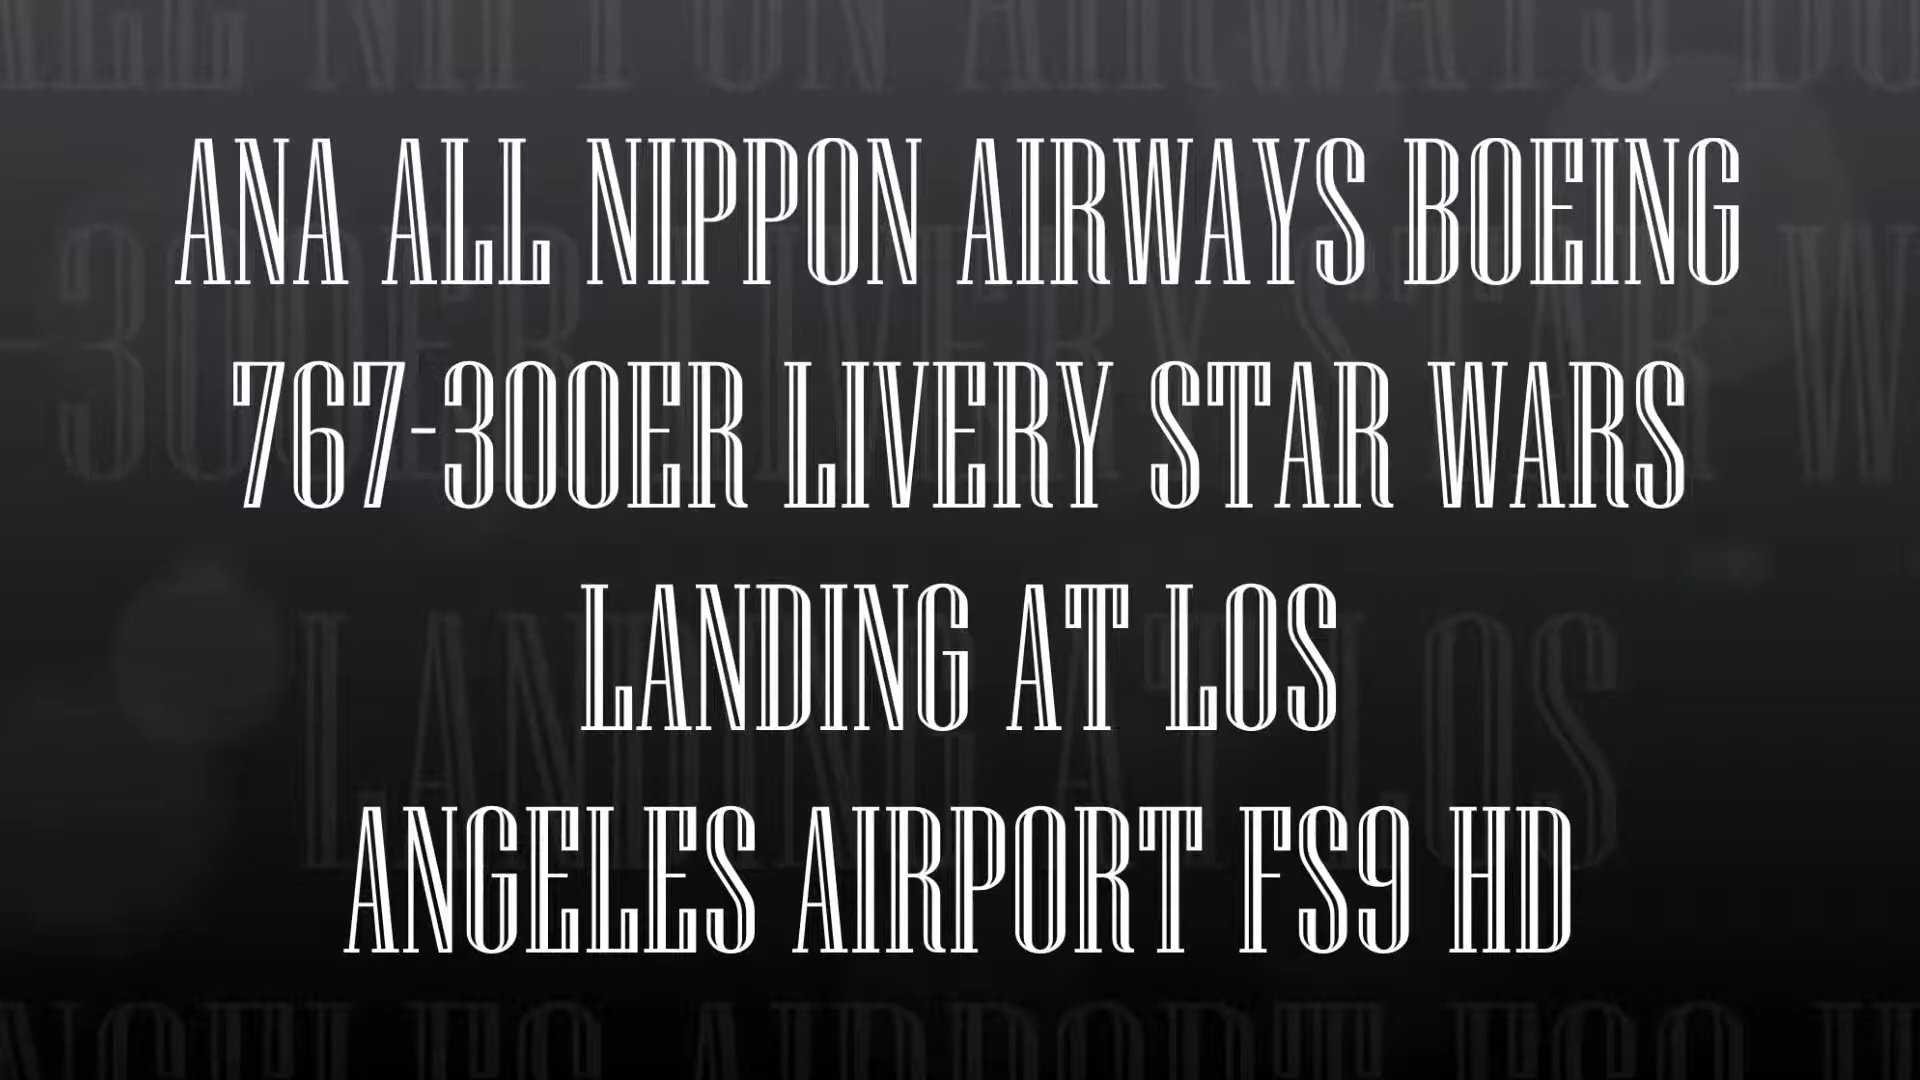 ANA ALL NIPPON AIRWAYS BOEING
767-300ER LIVERY STAR WARS
LANDING AT LOS
ANGELES AIRPORT FS9 HD